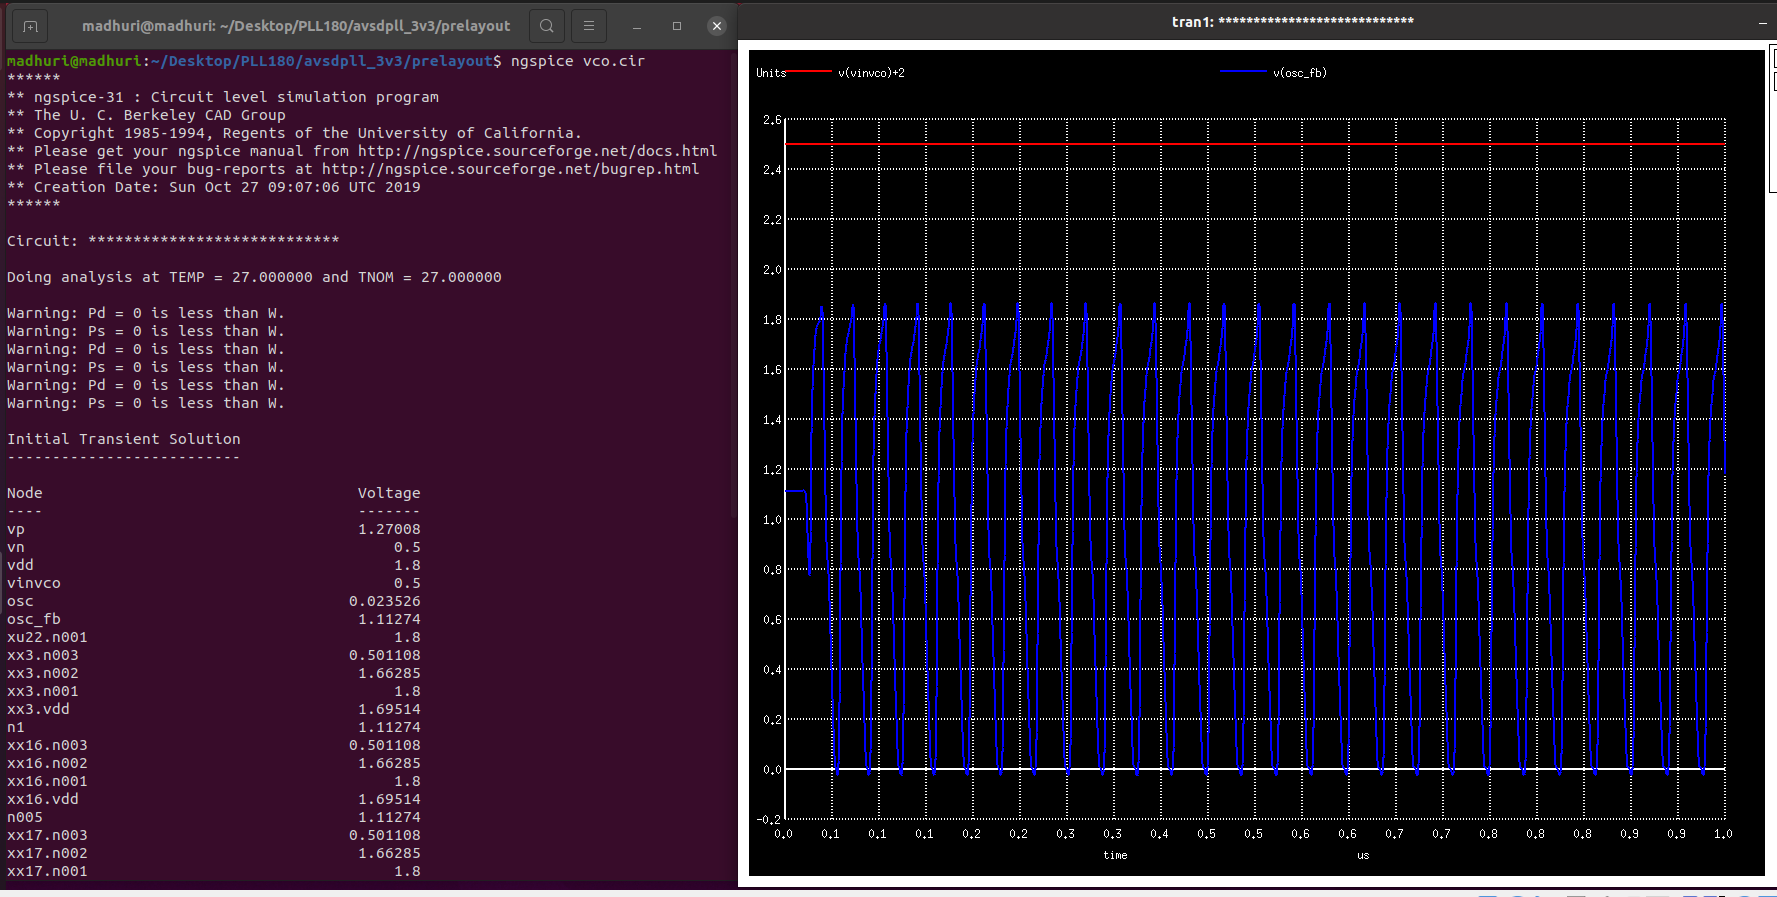 madhuri@madhuri: ~/Desktop/PLL180/avsdpll_3v3/prelayout
madhuri@madhuri:~/Desktop/PLL180/avsdpll_3v3/prelayout$ ngspice vco.cir
******
** ngspice-31 : Circuit level simulation program
** The U. C. Berkeley CAD Group
** Copyright 1985-1994, Regents of the University of California.
** Please get your ngspice manual from http://ngspice.sourceforge.net/docs.html
** Please file your bug-reports at http://ngspice.sourceforge.net/bugrep.html
** Creation Date: Sun Oct 27 09:07:06 UTC 2019
******
Circuit: ****************************
Doing analysis at TEMP = 27.000000 and TNOM = 27.000000
Warning: Pd = 0 is less than W.
Warning: Ps = 0 is less than W.
Warning: Pd = 0 is less than W.
Warning: Ps = 0 is less than W.
Warning: Pd = 0 is less than W.
Warning: Ps = 0 is less than W.
Initial Transient Solution
--------------------------
Node Voltage
---- -------
vp 1.27008
vn 0.5
vdd 1.8
vinvco 0.5
osc 0.023526
osc_fb 1.11274
xu22.n001 1.8
xx3.n003 0.501108
xx3.n002 1.66285
xx3.n001 1.8
xx3.vdd 1.69514
n1 1.11274
xx16.n003 0.501108
xx16.n002 1.66285
xx16.n001 1.8
xx16.vdd 1.69514
n005 1.11274
xx17.n003 0.501108
xx17.n002 1.66285
xx17.n001 1.8
tran1: ****************************
Units v(vinvco)+2 v(osc_fb)
2.6
2.4
2.2
2.0
1.8
1.6
1.4
1.2
1.0
0.8
0.6
0.4
0.2
0.0
-0.2
0.0 0.1 0.1 0.1 0.2 0.2 0.3 0.3 0.4 0.5 0.5 0.6 0.6 0.7 0.7 0.8 0.8 0.8 0.9 0.9 1.0
time us